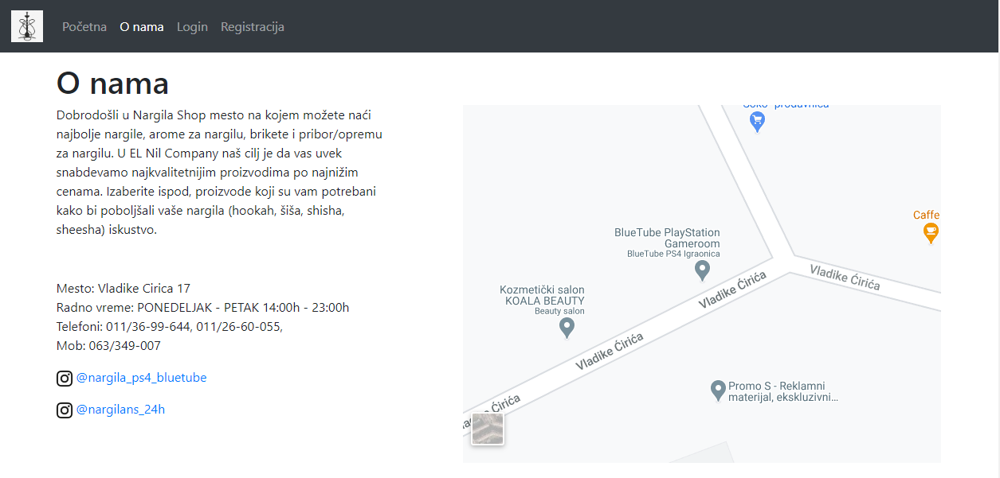 Početna O nama Login Registracija
O nama
Dobrodošli u Nargila Shop mesto na kojem možete naći
najbolje nargile, arome za nargilu, brikete i pribor/opremu
za nargilu. U EL Nil Company naš cilj je da vas uvek
snabdevamo najkvalitetnijim proizvodima po najnižim
cenama. Izaberite ispod, proizvode koji su vam potrebani
kako bi poboljšali vaše nargila (hookah, šiša, shisha,
sheesha) iskustvo.
Mesto: Vladike Cirica 17
Radno vreme: PONEDELJAK - PETAK 14:00h - 23:00h
Telefoni: 011/36-99-644, 011/26-60-055,
Mob: 063/349-007
@nargila_ps4_bluetube
@nargilans_24h
prodavnica
Caffe
BlueTube PlayStation
Gameroom
BlueTube PS4 Igraonica
Vladike Ćirića
Vladike Ćirića
Kozmetički salon
KOALA BEAUTY
Beauty salon
Vladike Ćirića
Promo S - Reklamni
materijal, ekskluzivni...
Ćirića